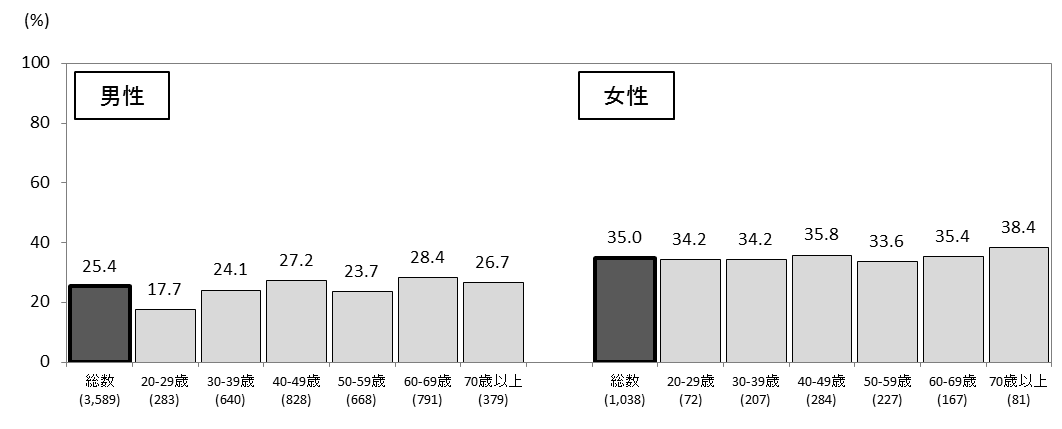 (%)
100
80
60
40
20
0
男性
25.4 17.7 24.1 27.2 23.7 28.4 26.7
総数 20-29歳 30-39歳 40-49歳 50-59歳 60-69歳 70歳以上
(3,589) (283) (640) (828) (668) (791) (379)
女性
35.0 34.2 34.2 35.8 33.6 35.4 38.4
総数 20-29歳 30-39歳 40-49歳 50-59歳 60-69歳 70歳以上
(1,038) (72) (207) (284) (227) (167) (81)